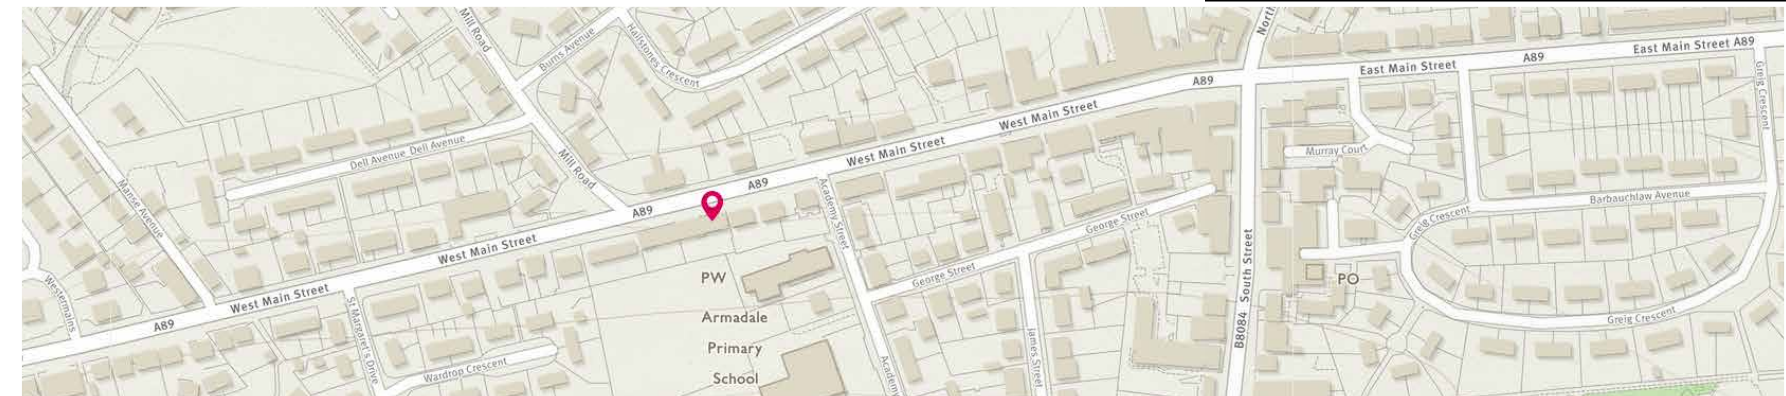 Mill Road
Burns Avenue
Hailstones Crescent
North
East Main Street A89
A89
East Main Street
A89
Greig Crescent
West Main Street
West Main Street
Dell Avenue Dell Avenue
Mill Road
Murray Court
Manse Avenue
A89
A89
Academy Street
Barbauchlaw Avenue
George Street
Greig Crescent
West Main Street
B8084 South Street
George Street
PW
PO
Westernmains
West Main Street
A89
St Margaret's Drive
Armadale
Primary
School
James Street
Greig Crescent
Wardrop Crescent
Academy